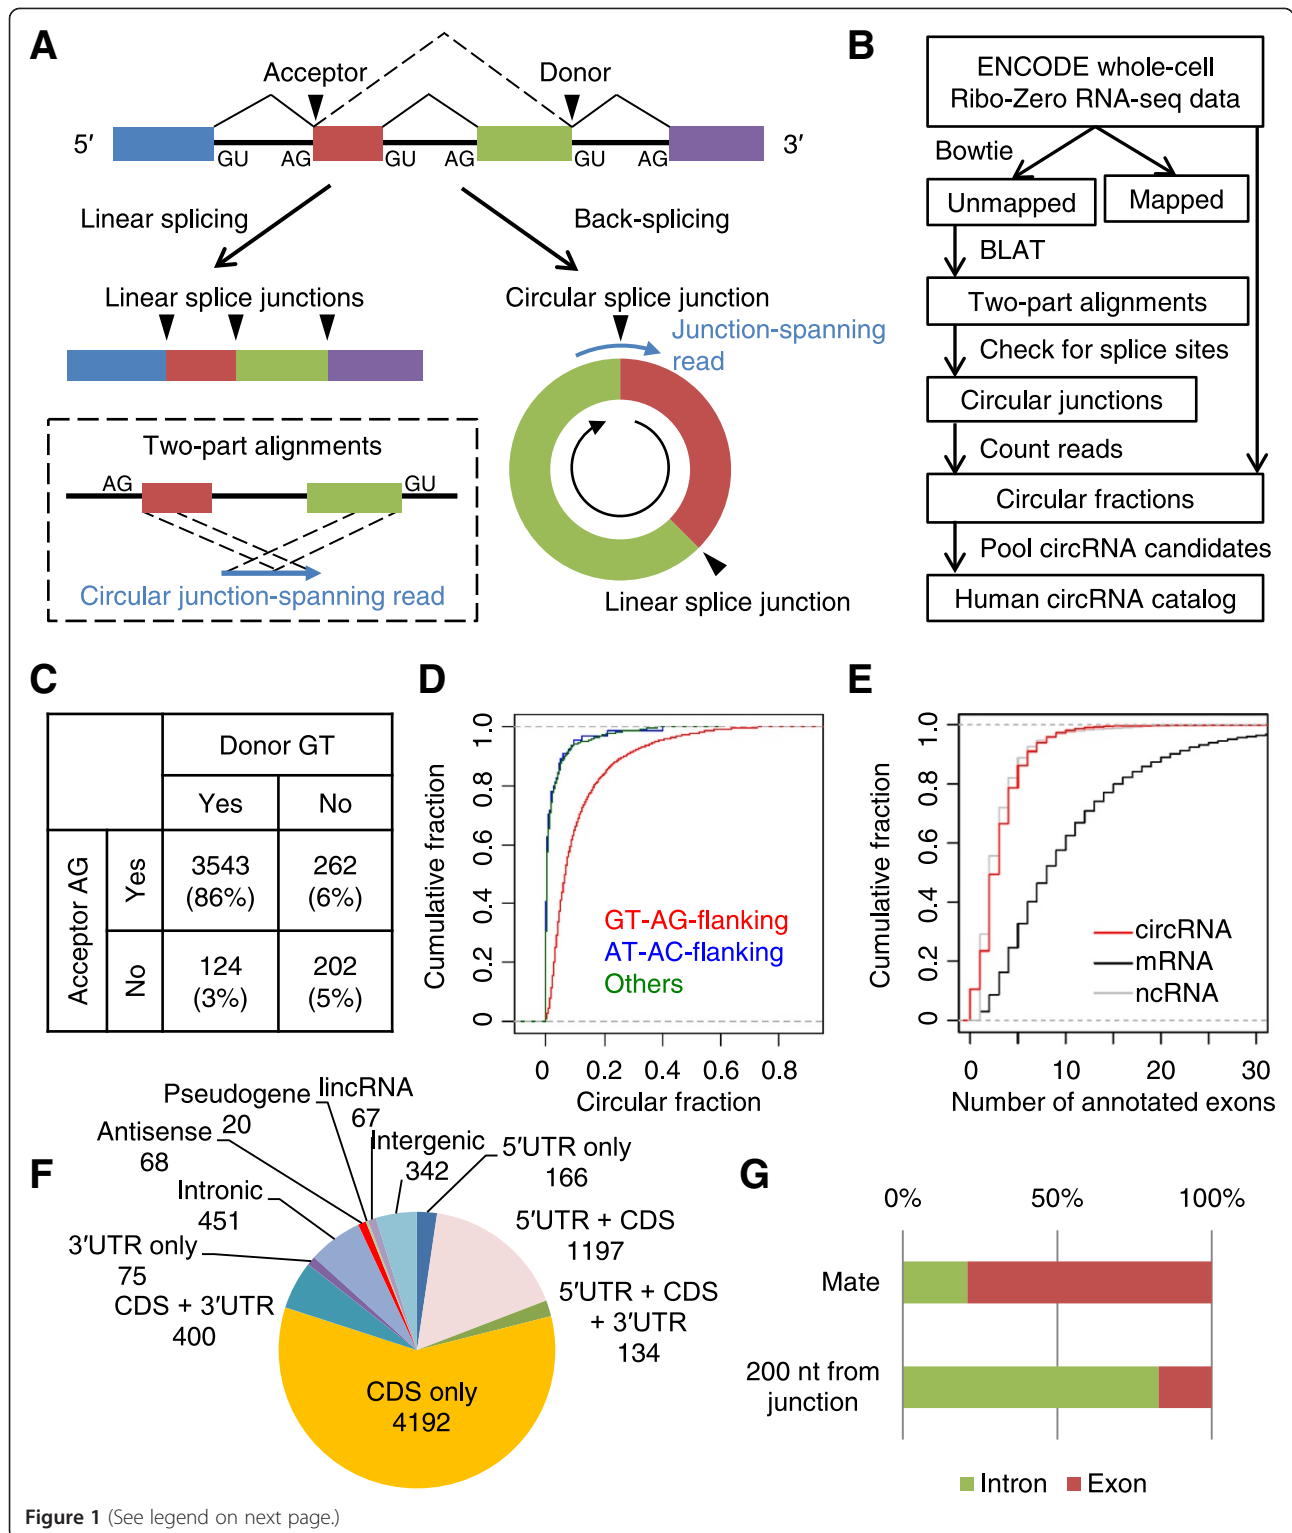 A
Acceptor
Donor
5′
GU
AG
GU
AG
GU
AG
3′
Linear splicing
Back-splicing
Linear splice junctions
Circular splice junction
Junction-spanning
read
Two-part alignments
AG
GU
Circular junction-spanning read
Linear splice junction
B
ENCODE whole-cell
Ribo-Zero RNA-seq data
Bowtie
Unmapped
Mapped
BLAT
Two-part alignments
Check for splice sites
Circular junctions
Count reads
Circular fractions
Pool circRNA candidates
Human circRNA catalog
C
Donor GT
Yes
No
Acceptor AG
Yes
3543
(86%)
262
(6%)
No
124
(3%)
202
(5%)
D
Cumulative fraction
1.0
0.8
0.6
0.4
0.2
0
GT-AG-flanking
AT-AC-flanking
Others
0
0.2
0.4
0.6
0.8
Circular fraction
E
Cumulative fraction
1.0
0.8
0.6
0.4
0.2
0
circRNA
mRNA
ncRNA
0
10
20
30
Number of annotated exons
F
Pseudogene
20
lincRNA
67
Antisense
68
Intergenic
342
5′UTR only
166
Intronic
451
5′UTR + CDS
1197
3′UTR only
75
5′UTR + CDS
+ 3′UTR
134
CDS + 3′UTR
400
CDS only
4192
G
0%
50%
100%
Mate
200 nt from
junction
Intron
Exon
Figure 1 (See legend on next page.)